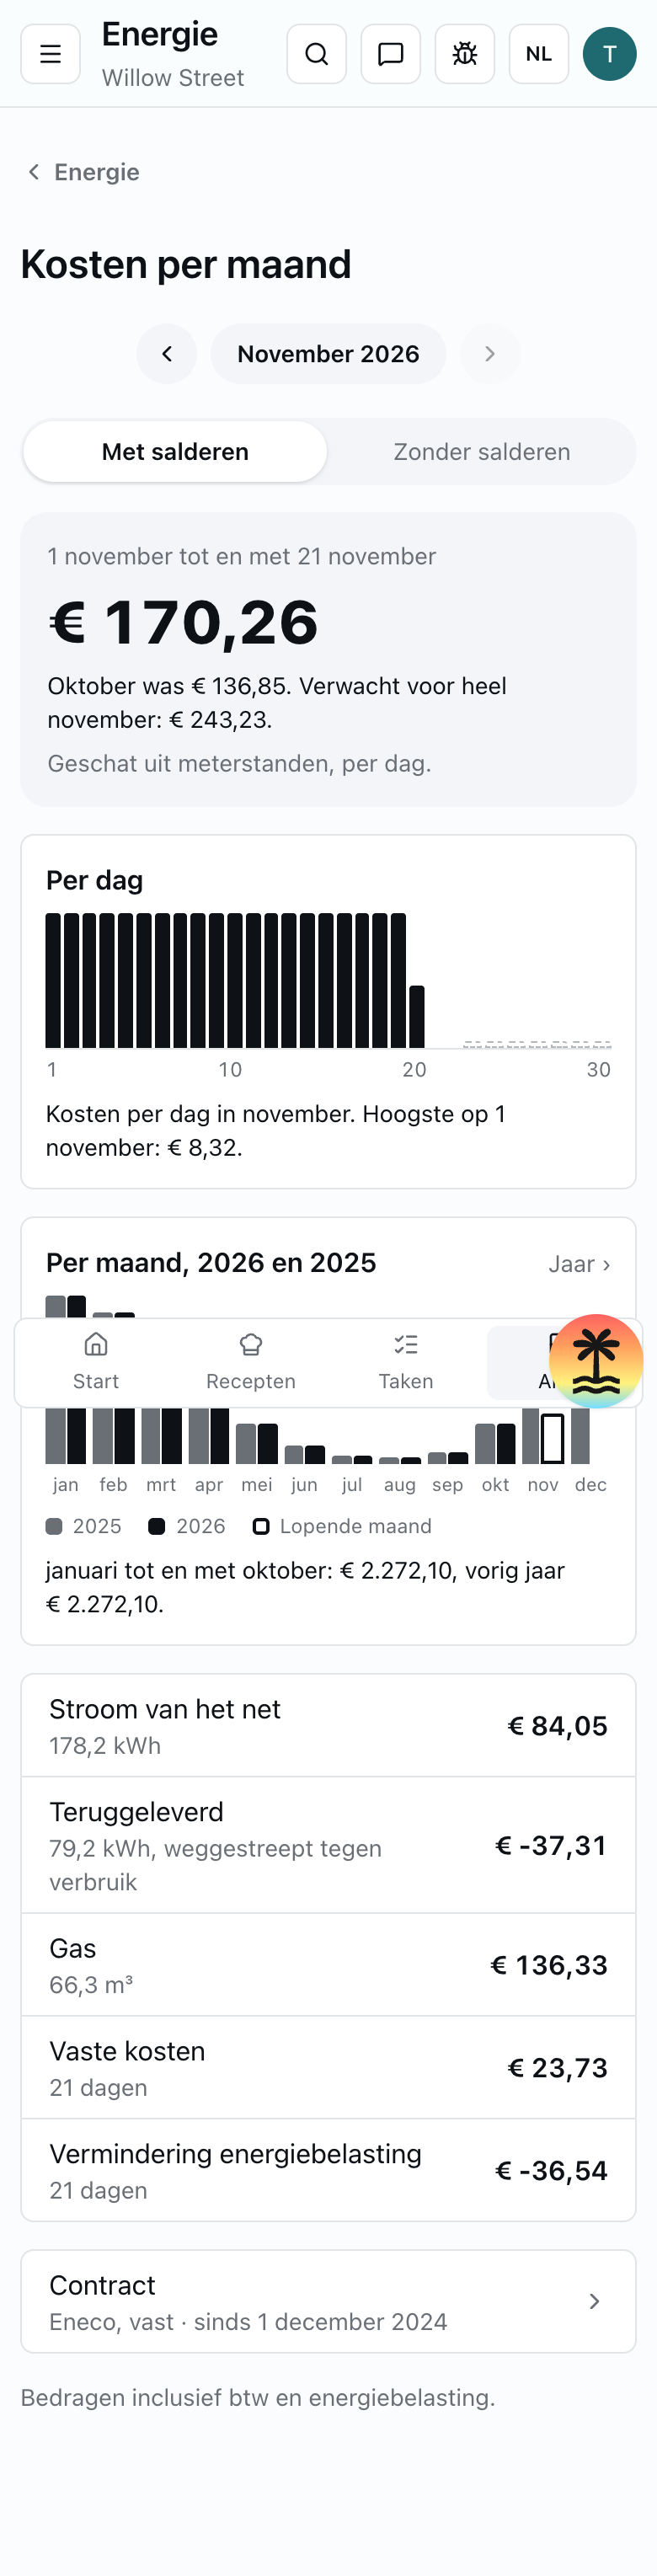 Energie
Willow Street
NL
T
Energie
Kosten per maand
November 2026
Met salderen
Zonder salderen
1 november tot en met 21 november
€ 170,26
Oktober was € 136,85. Verwacht voor heel
november: € 243,23.
Geschat uit meterstanden, per dag.
Per dag
1 10 20 30
Kosten per dag in november. Hoogste op 1
november: € 8,32.
Per maand, 2026 en 2025
Jaar ›
Start
Recepten
Taken
jan feb mrt apr mei jun jul aug sep okt nov dec
2025 2026 Lopende maand
januari tot en met oktober: € 2.272,10, vorig jaar
€ 2.272,10.
Stroom van het net
178,2 kWh
€ 84,05
Teruggeleverd
79,2 kWh, weggestreept tegen
verbruik
€ -37,31
Gas
66,3 m³
€ 136,33
Vaste kosten
21 dagen
€ 23,73
Vermindering energiebelasting
21 dagen
€ -36,54
Contract
Eneco, vast · sinds 1 december 2024
Bedragen inclusief btw en energiebelasting.